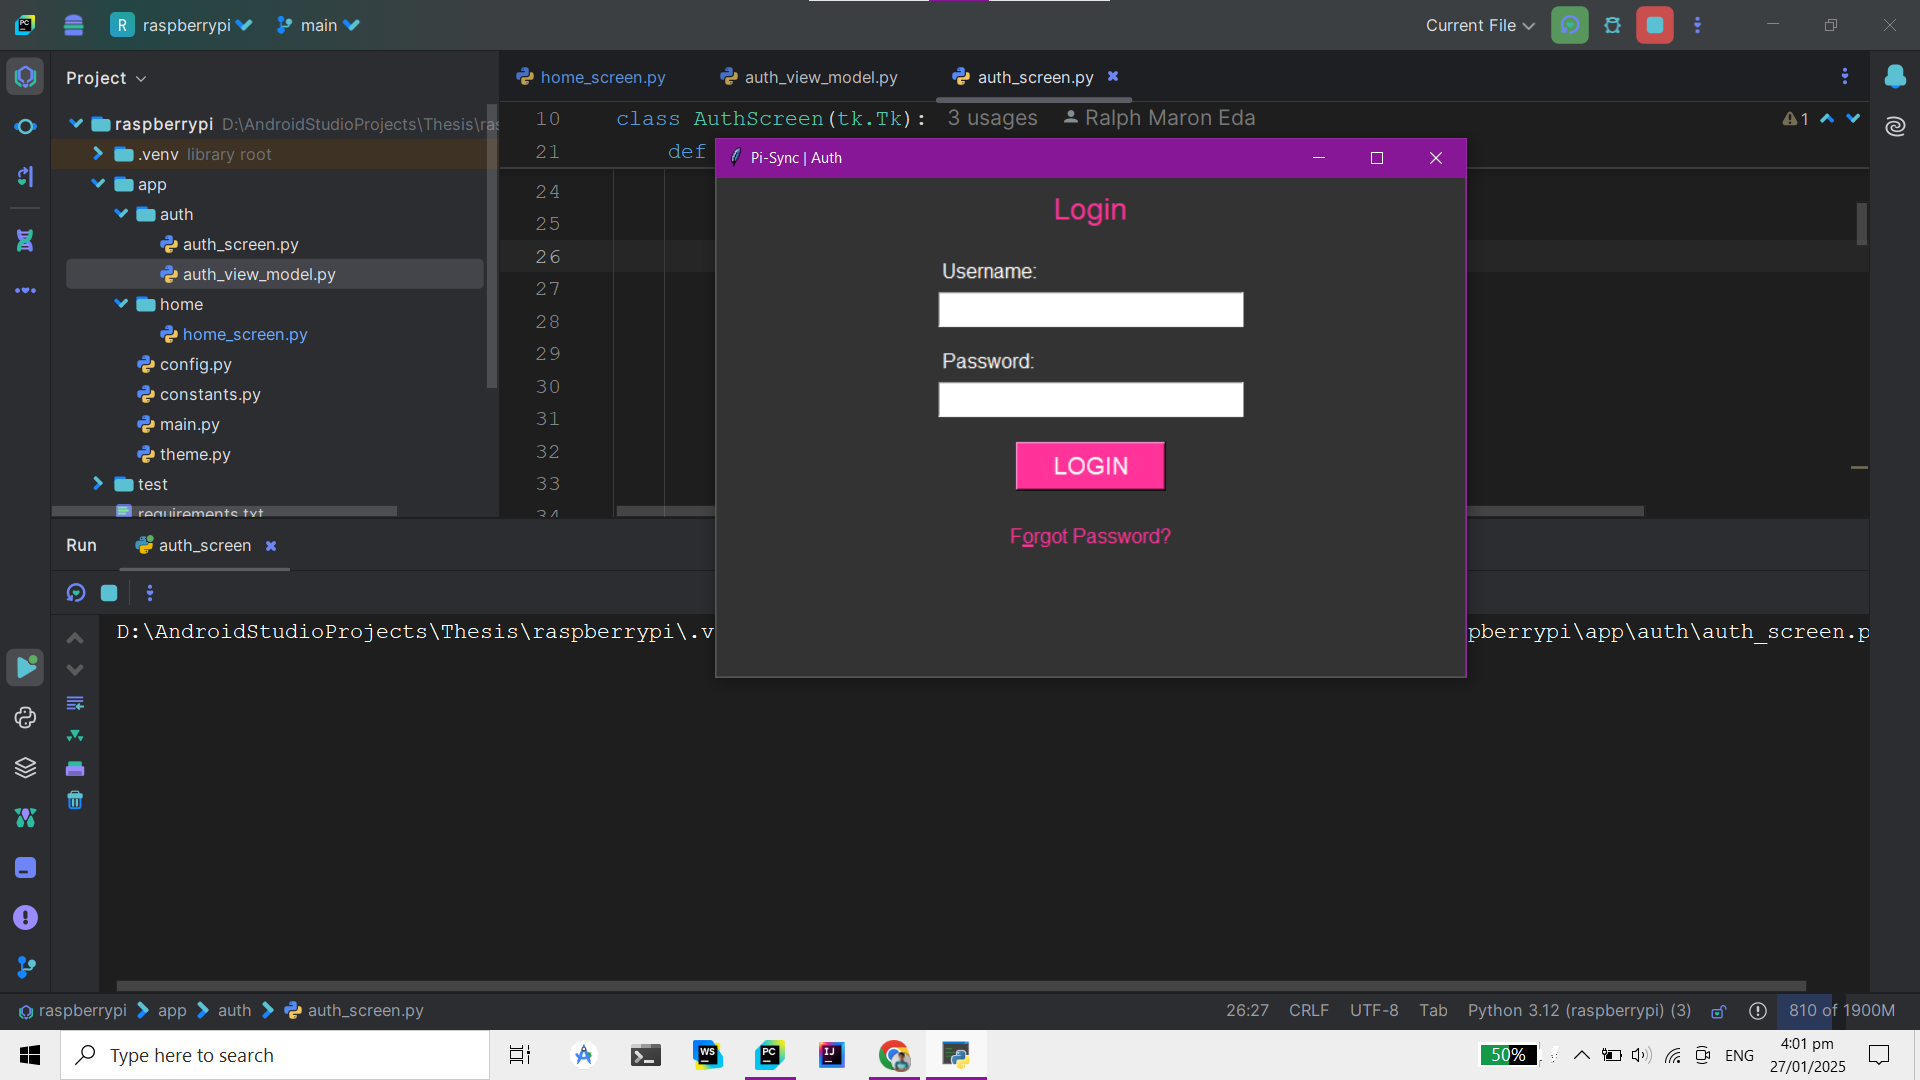 R raspberrypi main
Current File
Project
home_screen.py auth_view_model.py auth_screen.py
raspberrypi D:\AndroidStudioProjects\Thesis\ras
.venv library root
app
auth
auth_screen.py
auth_view_model.py
home
home_screen.py
config.py
constants.py
main.py
theme.py
test
requirements.txt
10 class AuthScreen(tk.Tk): 3 usages Ralph Maron Eda
1
21 def
24
25
26
27
28
29
30
31
32
33
34
Pi-Sync | Auth
Login
Username:
Password:
LOGIN
Forgot Password?
Run auth_screen
D:\AndroidStudioProjects\Thesis\raspberrypi\.v
pberrypi\app\auth\auth_screen.p
raspberrypi app auth auth_screen.py
26:27 CRLF UTF-8 Tab Python 3.12 (raspberrypi) (3) 810 of 1900M
Type here to search
WS
PC
IJ
50%
ENG
4:01 pm
27/01/2025